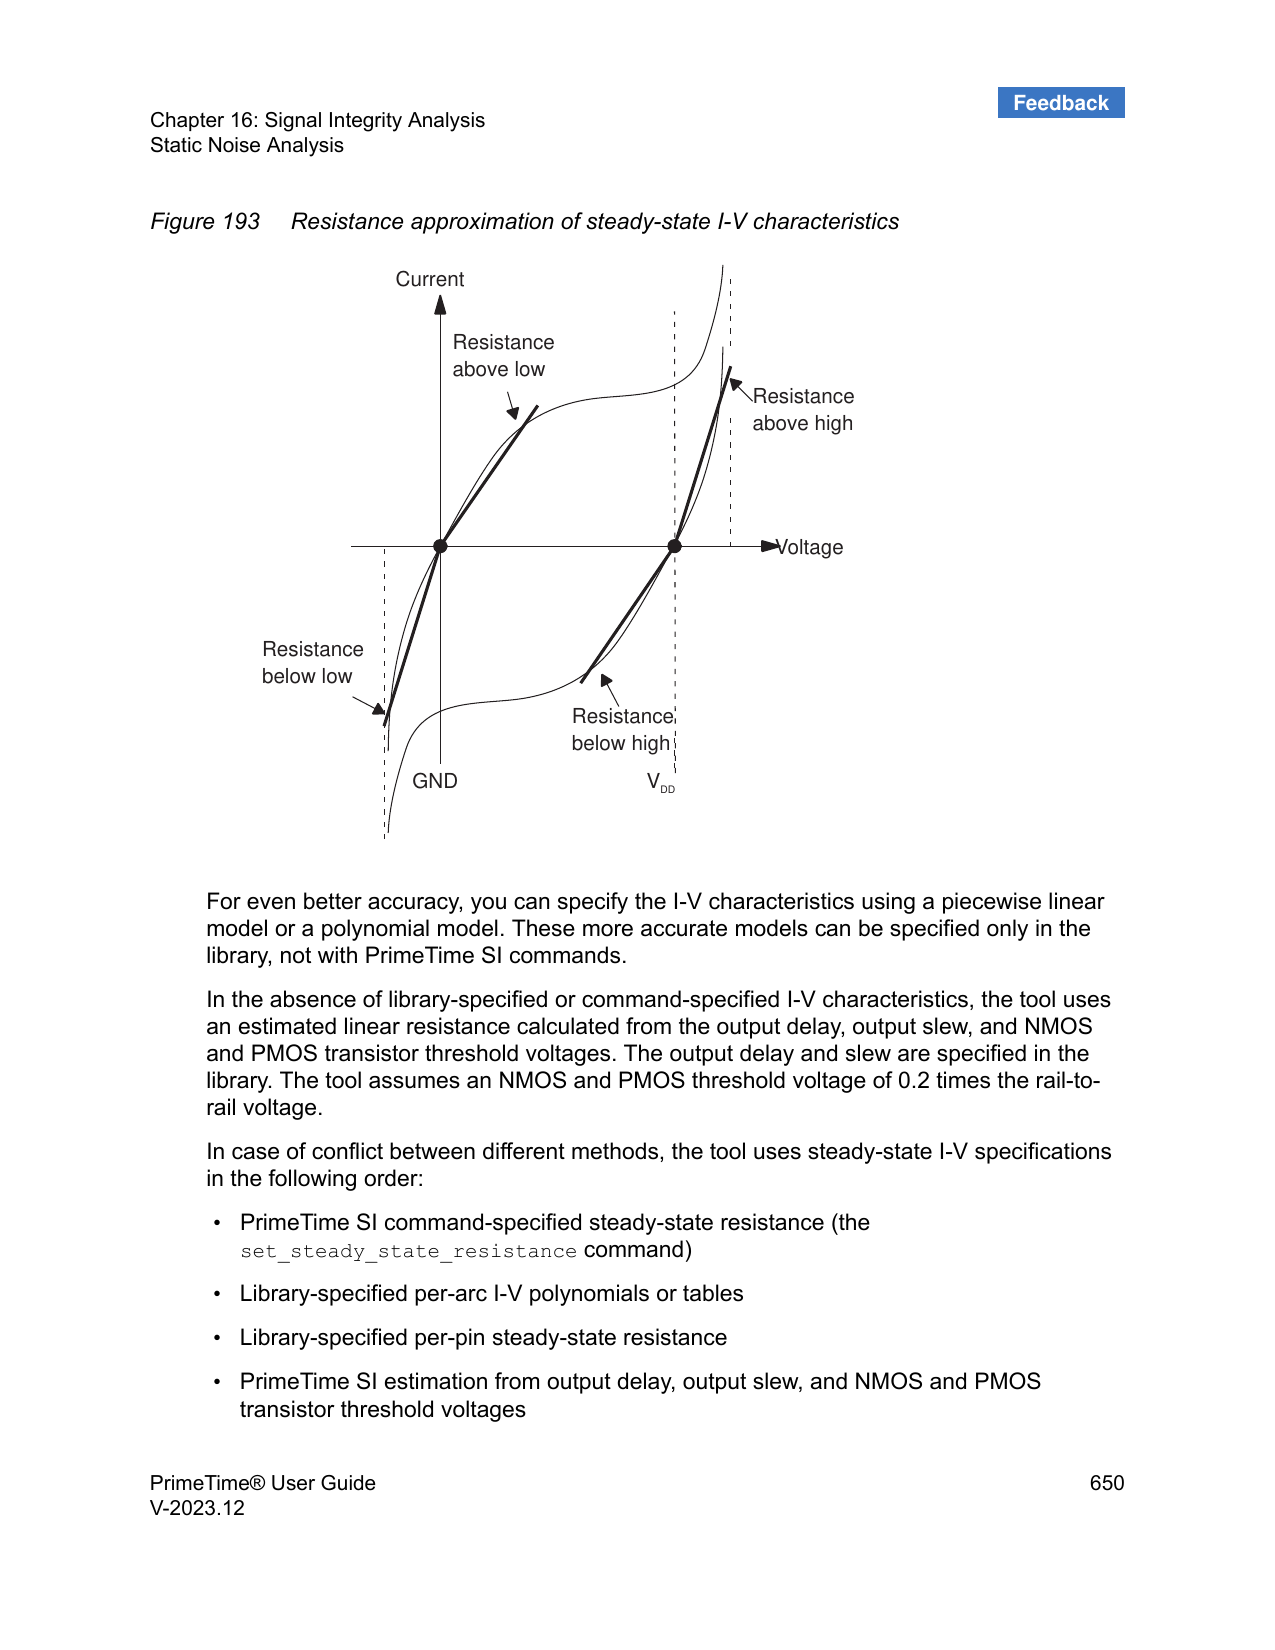 Feedback
Chapter 16: Signal Integrity Analysis
Static Noise Analysis
Figure 193 Resistance approximation of steady-state I-V characteristics
Current
Resistance
above low
Resistance
above high
Voltage
Resistance
below low
Resistance
below high
GND
VDD
For even better accuracy, you can specify the I-V characteristics using a piecewise linear
model or a polynomial model. These more accurate models can be specified only in the
library, not with PrimeTime SI commands.
In the absence of library-specified or command-specified I-V characteristics, the tool uses
an estimated linear resistance calculated from the output delay, output slew, and NMOS
and PMOS transistor threshold voltages. The output delay and slew are specified in the
library. The tool assumes an NMOS and PMOS threshold voltage of 0.2 times the rail-to-
rail voltage.
In case of conflict between different methods, the tool uses steady-state I-V specifications
in the following order:
• PrimeTime SI command-specified steady-state resistance (the
set_steady_state_resistance command)
• Library-specified per-arc I-V polynomials or tables
• Library-specified per-pin steady-state resistance
• PrimeTime SI estimation from output delay, output slew, and NMOS and PMOS
transistor threshold voltages
PrimeTime® User Guide 650
V-2023.12